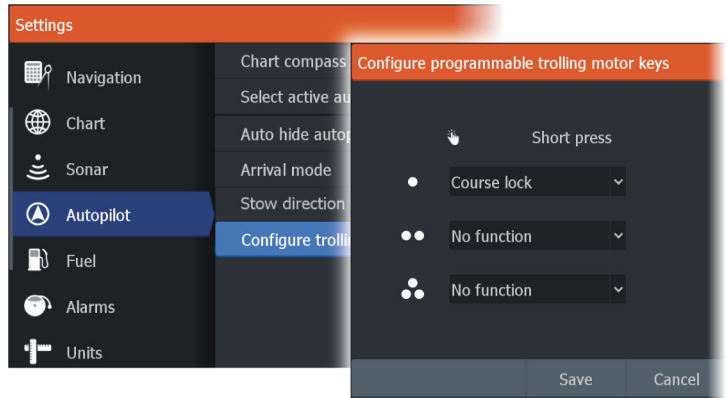 Settings
Navigation
Chart
Sonar
Autopilot
Fuel
Alarms
Units
Chart compass
Select active au
Auto hide autop
Arrival mode
Stow direction
Configure trolli
Configure programmable trolling motor keys
Short press
Course lock
No function
No function
Save Cancel